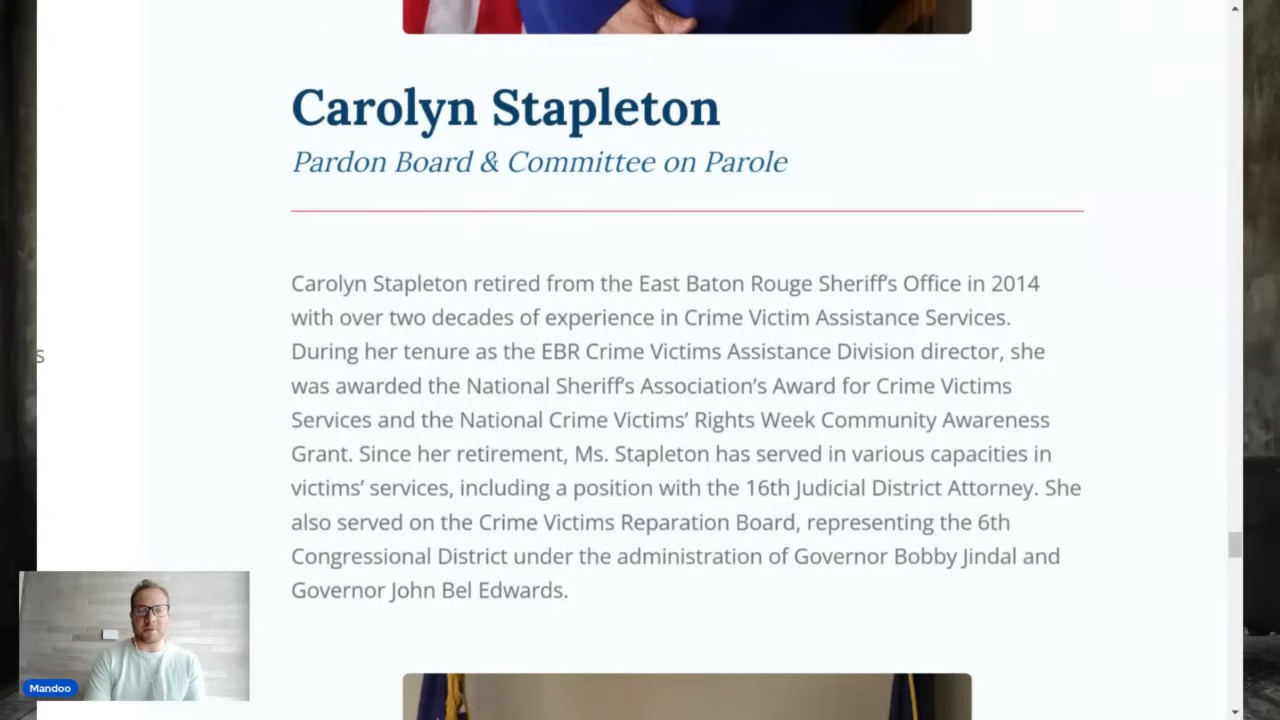 Carolyn Stapleton
Pardon Board & Committee on Parole
Carolyn Stapleton retired from the East Baton Rouge Sheriff's Office in 2014
with over two decades of experience in Crime Victim Assistance Services.
During her tenure as the EBR Crime Victims Assistance Division director, she
was awarded the National Sheriff's Association's Award for Crime Victims
Services and the National Crime Victims' Rights Week Community Awareness
Grant. Since her retirement, Ms. Stapleton has served in various capacities in
victims' services, including a position with the 16th Judicial District Attorney. She
also served on the Crime Victims Reparation Board, representing the 6th
Congressional District under the administration of Governor Bobby Jindal and
Governor John Bel Edwards.
s
Mandoo